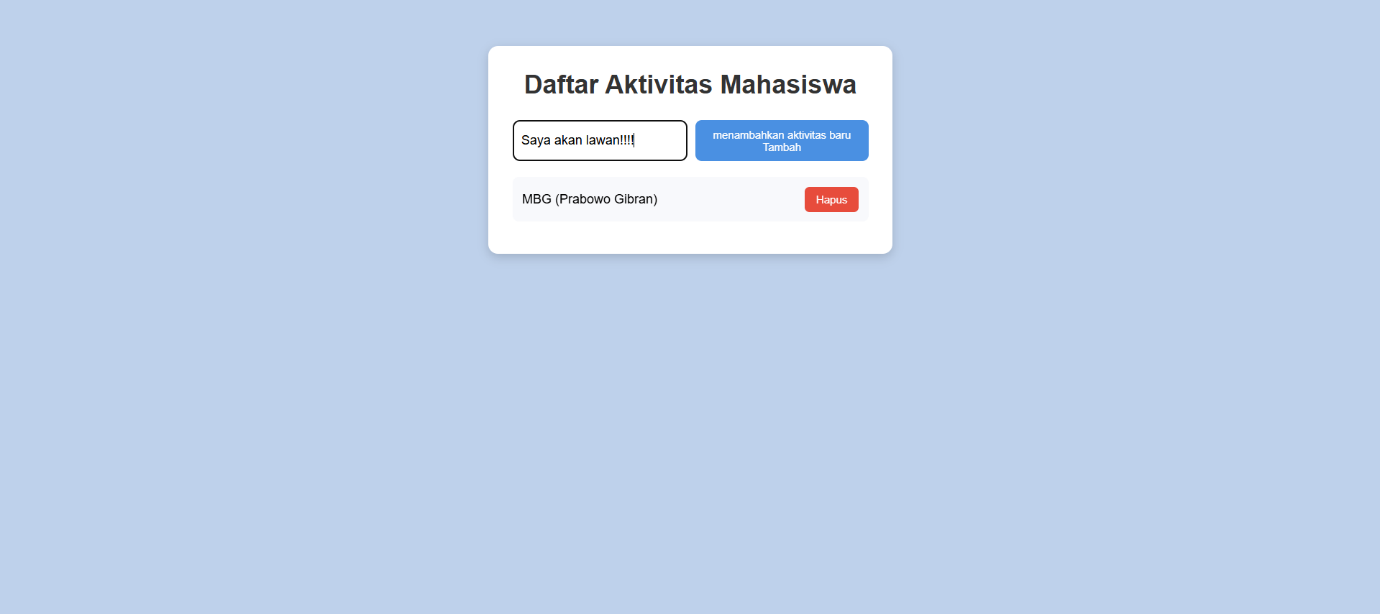 Daftar Aktivitas Mahasiswa
Saya akan lawan!!!!
menambahkan aktivitas baru
Tambah
MBG (Prabowo Gibran)
Hapus